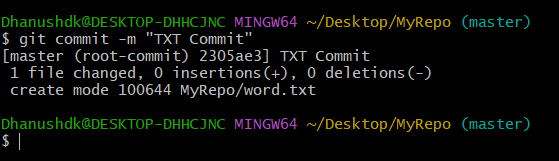 Dhanushdk@DESKTOP-DHHCJNC MINGW64 ~/Desktop/MyRepo (master)
$ git commit -m "TXT Commit"
[master (root-commit) 2305ae3] TXT Commit
 1 file changed, 0 insertions(+), 0 deletions(-)
 create mode 100644 MyRepo/word.txt
Dhanushdk@DESKTOP-DHHCJNC MINGW64 ~/Desktop/MyRepo (master)
$